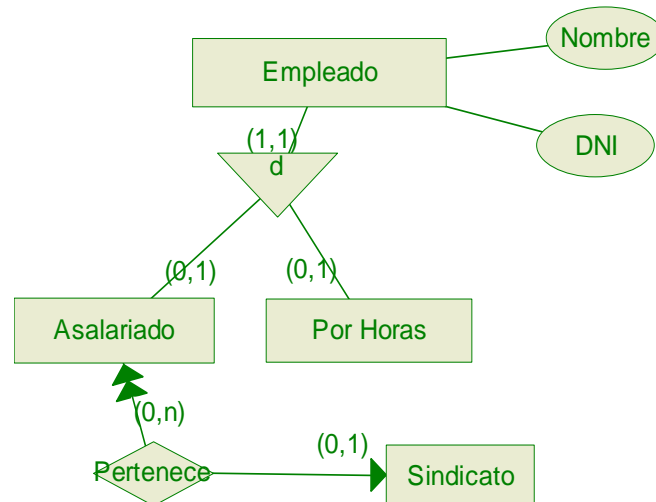 Nombre
Empleado
DNI
(1,1)
d
(0,1)
(0,1)
Asalariado
Por Horas
(0,n)
(0,1)
Pertenece
Sindicato